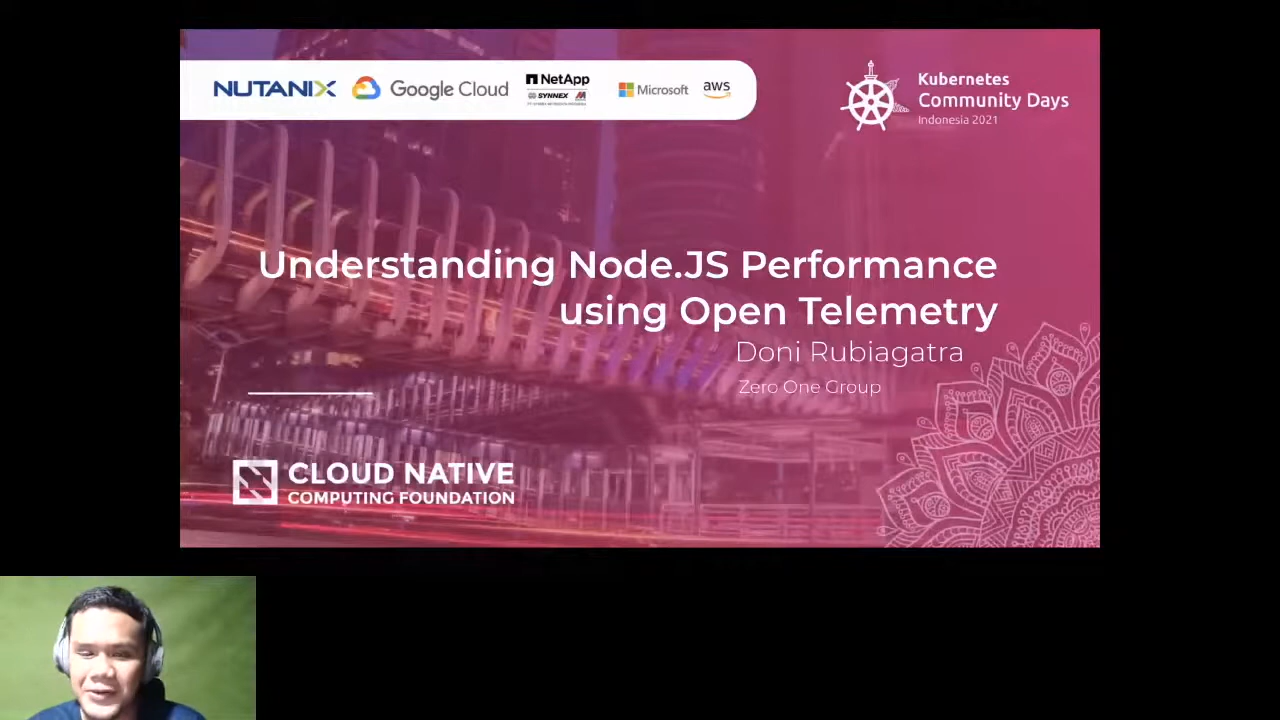 NUTANIX
Google Cloud
NetApp
SYNNEX
Microsoft
aws
Kubernetes
Community Days
Indonesia 2021
Understanding Node.JS Performance
using Open Telemetry
Doni Rubiagatra
Zero One Group
CLOUD NATIVE
COMPUTING FOUNDATION